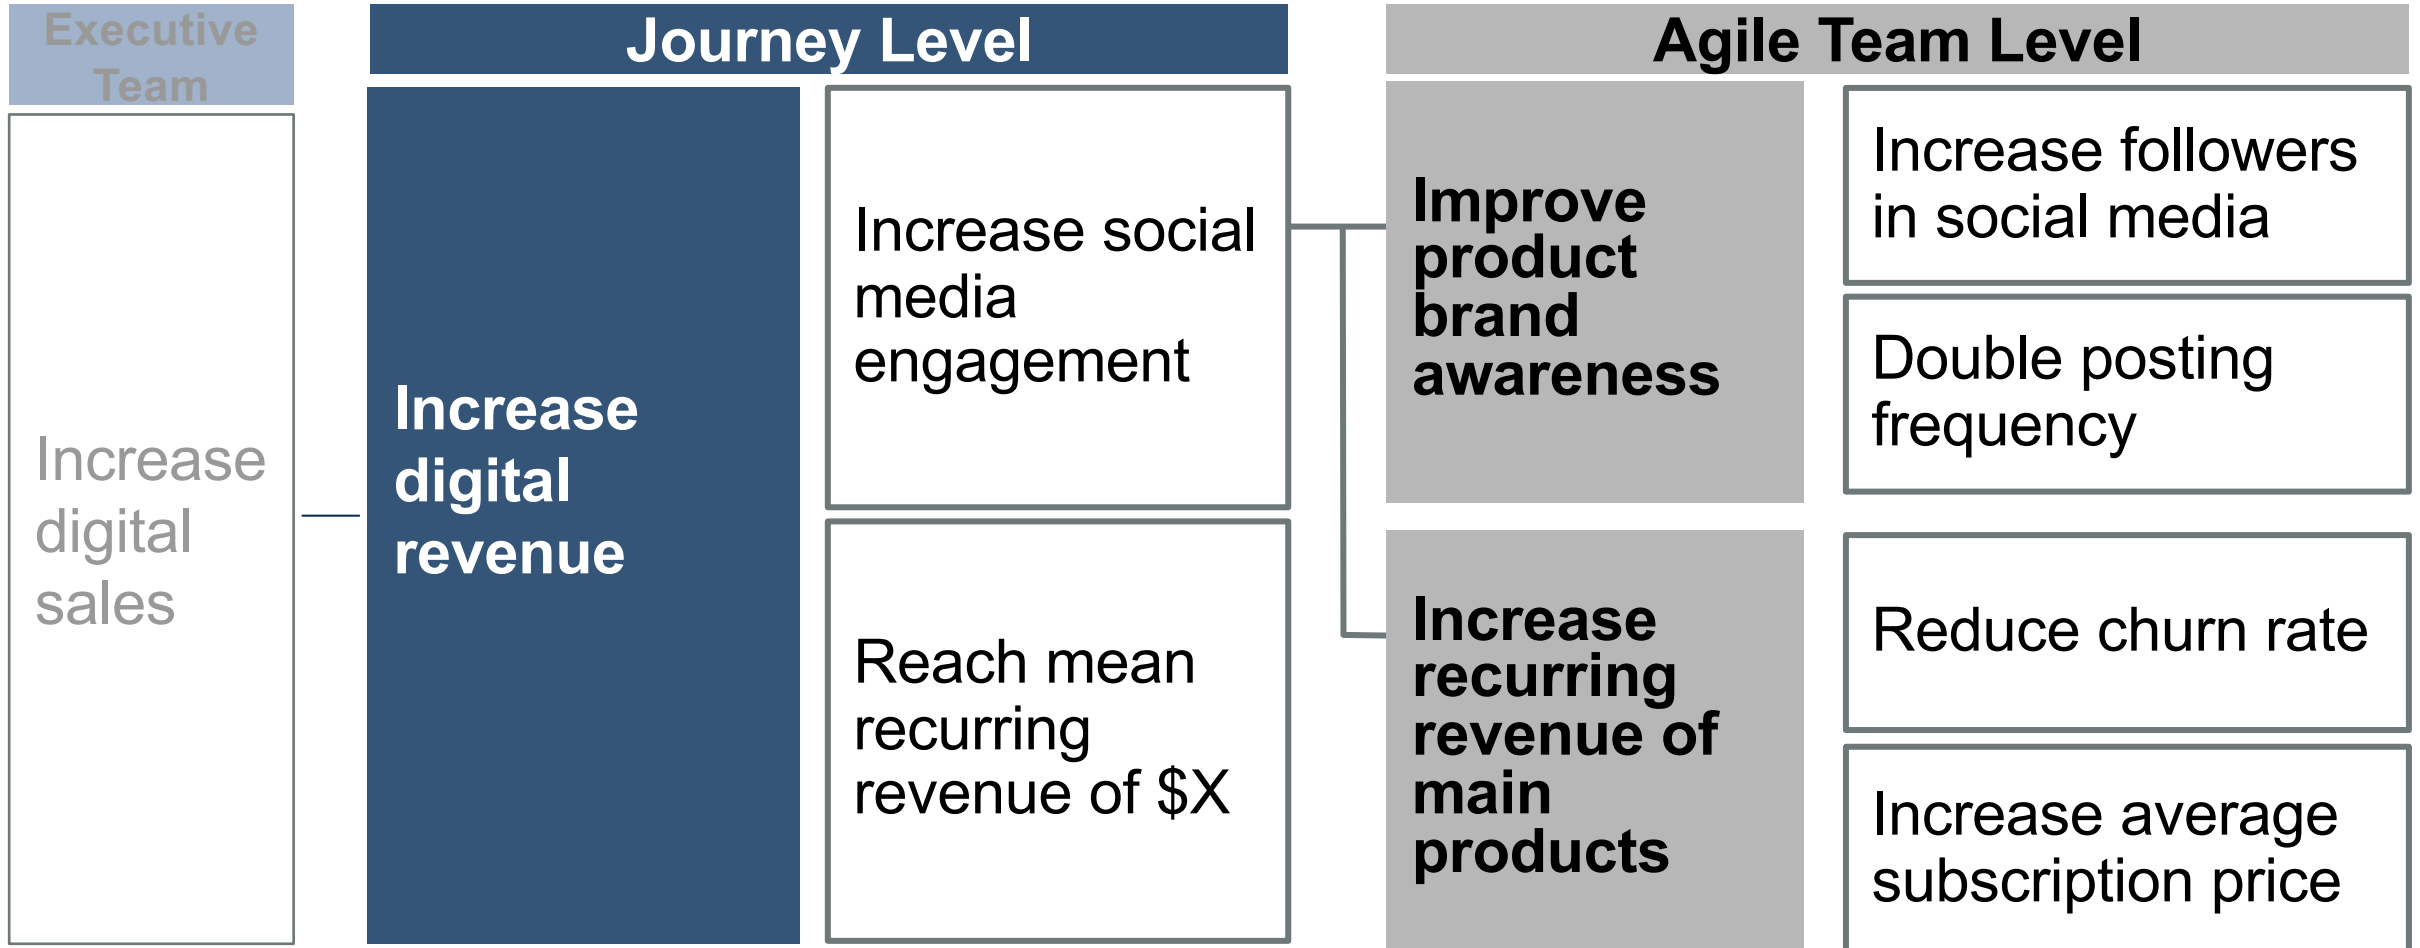 Executive
Team
Journey Level
Agile Team Level
Increase
digital
sales
Increase
digital
revenue
Increase social
media
engagement
Reach mean
recurring
revenue of $X
Improve
product
brand
awareness
Increase followers
in social media
Double posting
frequency
Increase
recurring
revenue of
main
products
Reduce churn rate
Increase average
subscription price